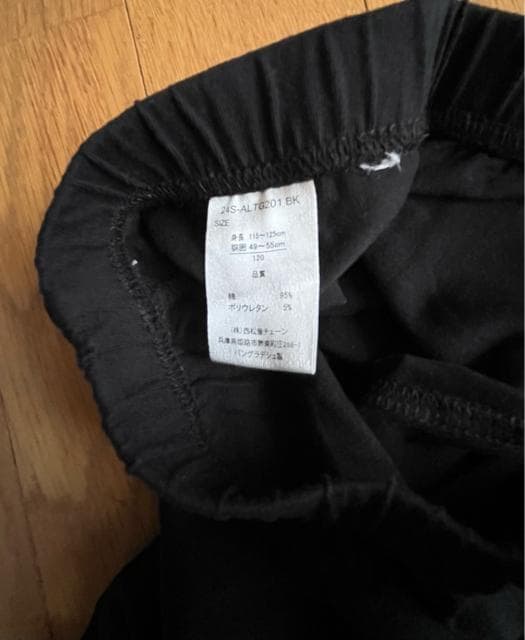 24S-ALTG201 BK
SIZE
身長 115〜125cm
胴囲 49〜55cm
120
品質
綿 95%
ポリウレタン 5%
(株)西松屋チェーン
兵庫県姫路市飾東町庄266-1
バングラデシュ製